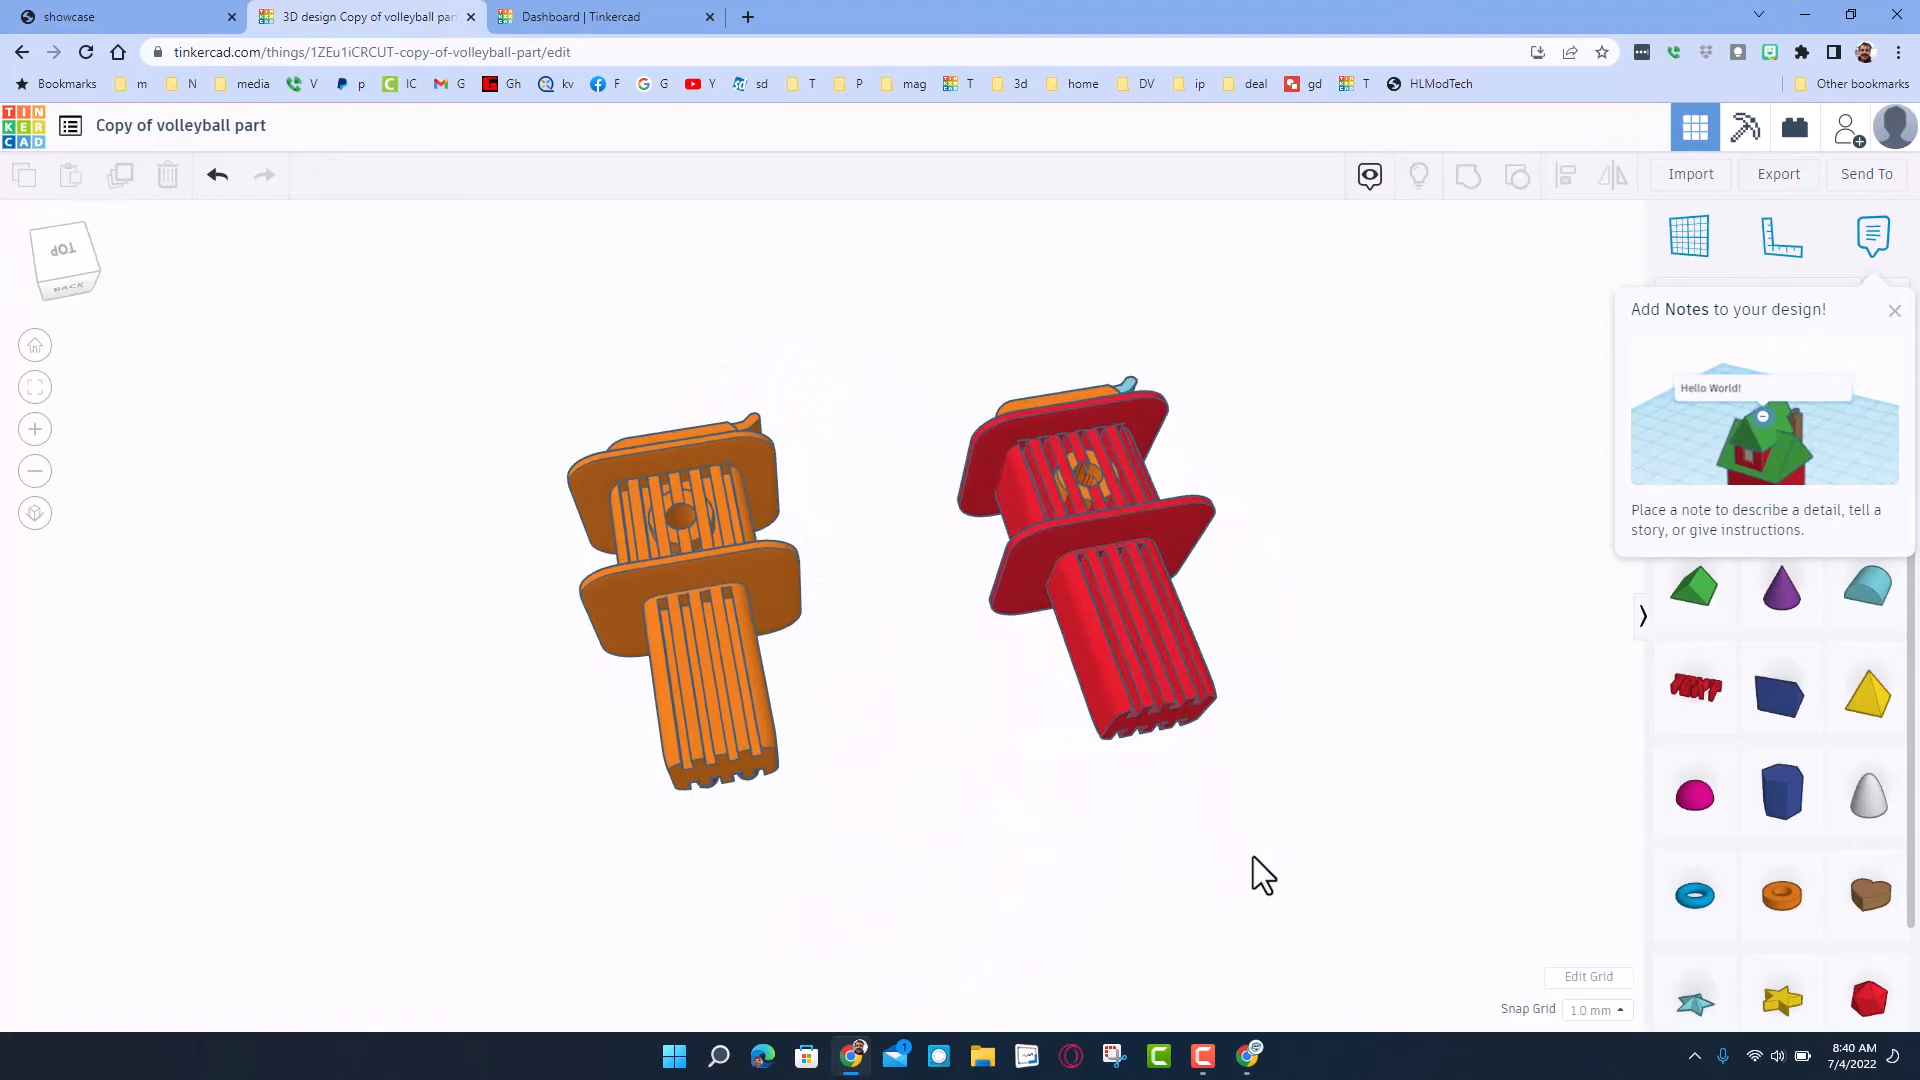 showcase
3D design Copy of volleyball par
Dashboard | Tinkercad
tinkercad.com/things/1ZEu1iCRCUT-copy-of-volleyball-part/edit
Bookmarks m N media V p IC G Gh kv F G Y sd T P mag T 3d home DV ip deal gd T HLModTech Other bookmarks
TIN
KER
CAD
Copy of volleyball part
Import Export Send To
TOP
BACK
Add Notes to your design!
Hello World!
Place a note to describe a detail, tell a
story, or give instructions.
TEXT
Edit Grid
Snap Grid 1.0 mm
1
8:40 AM
7/4/2022